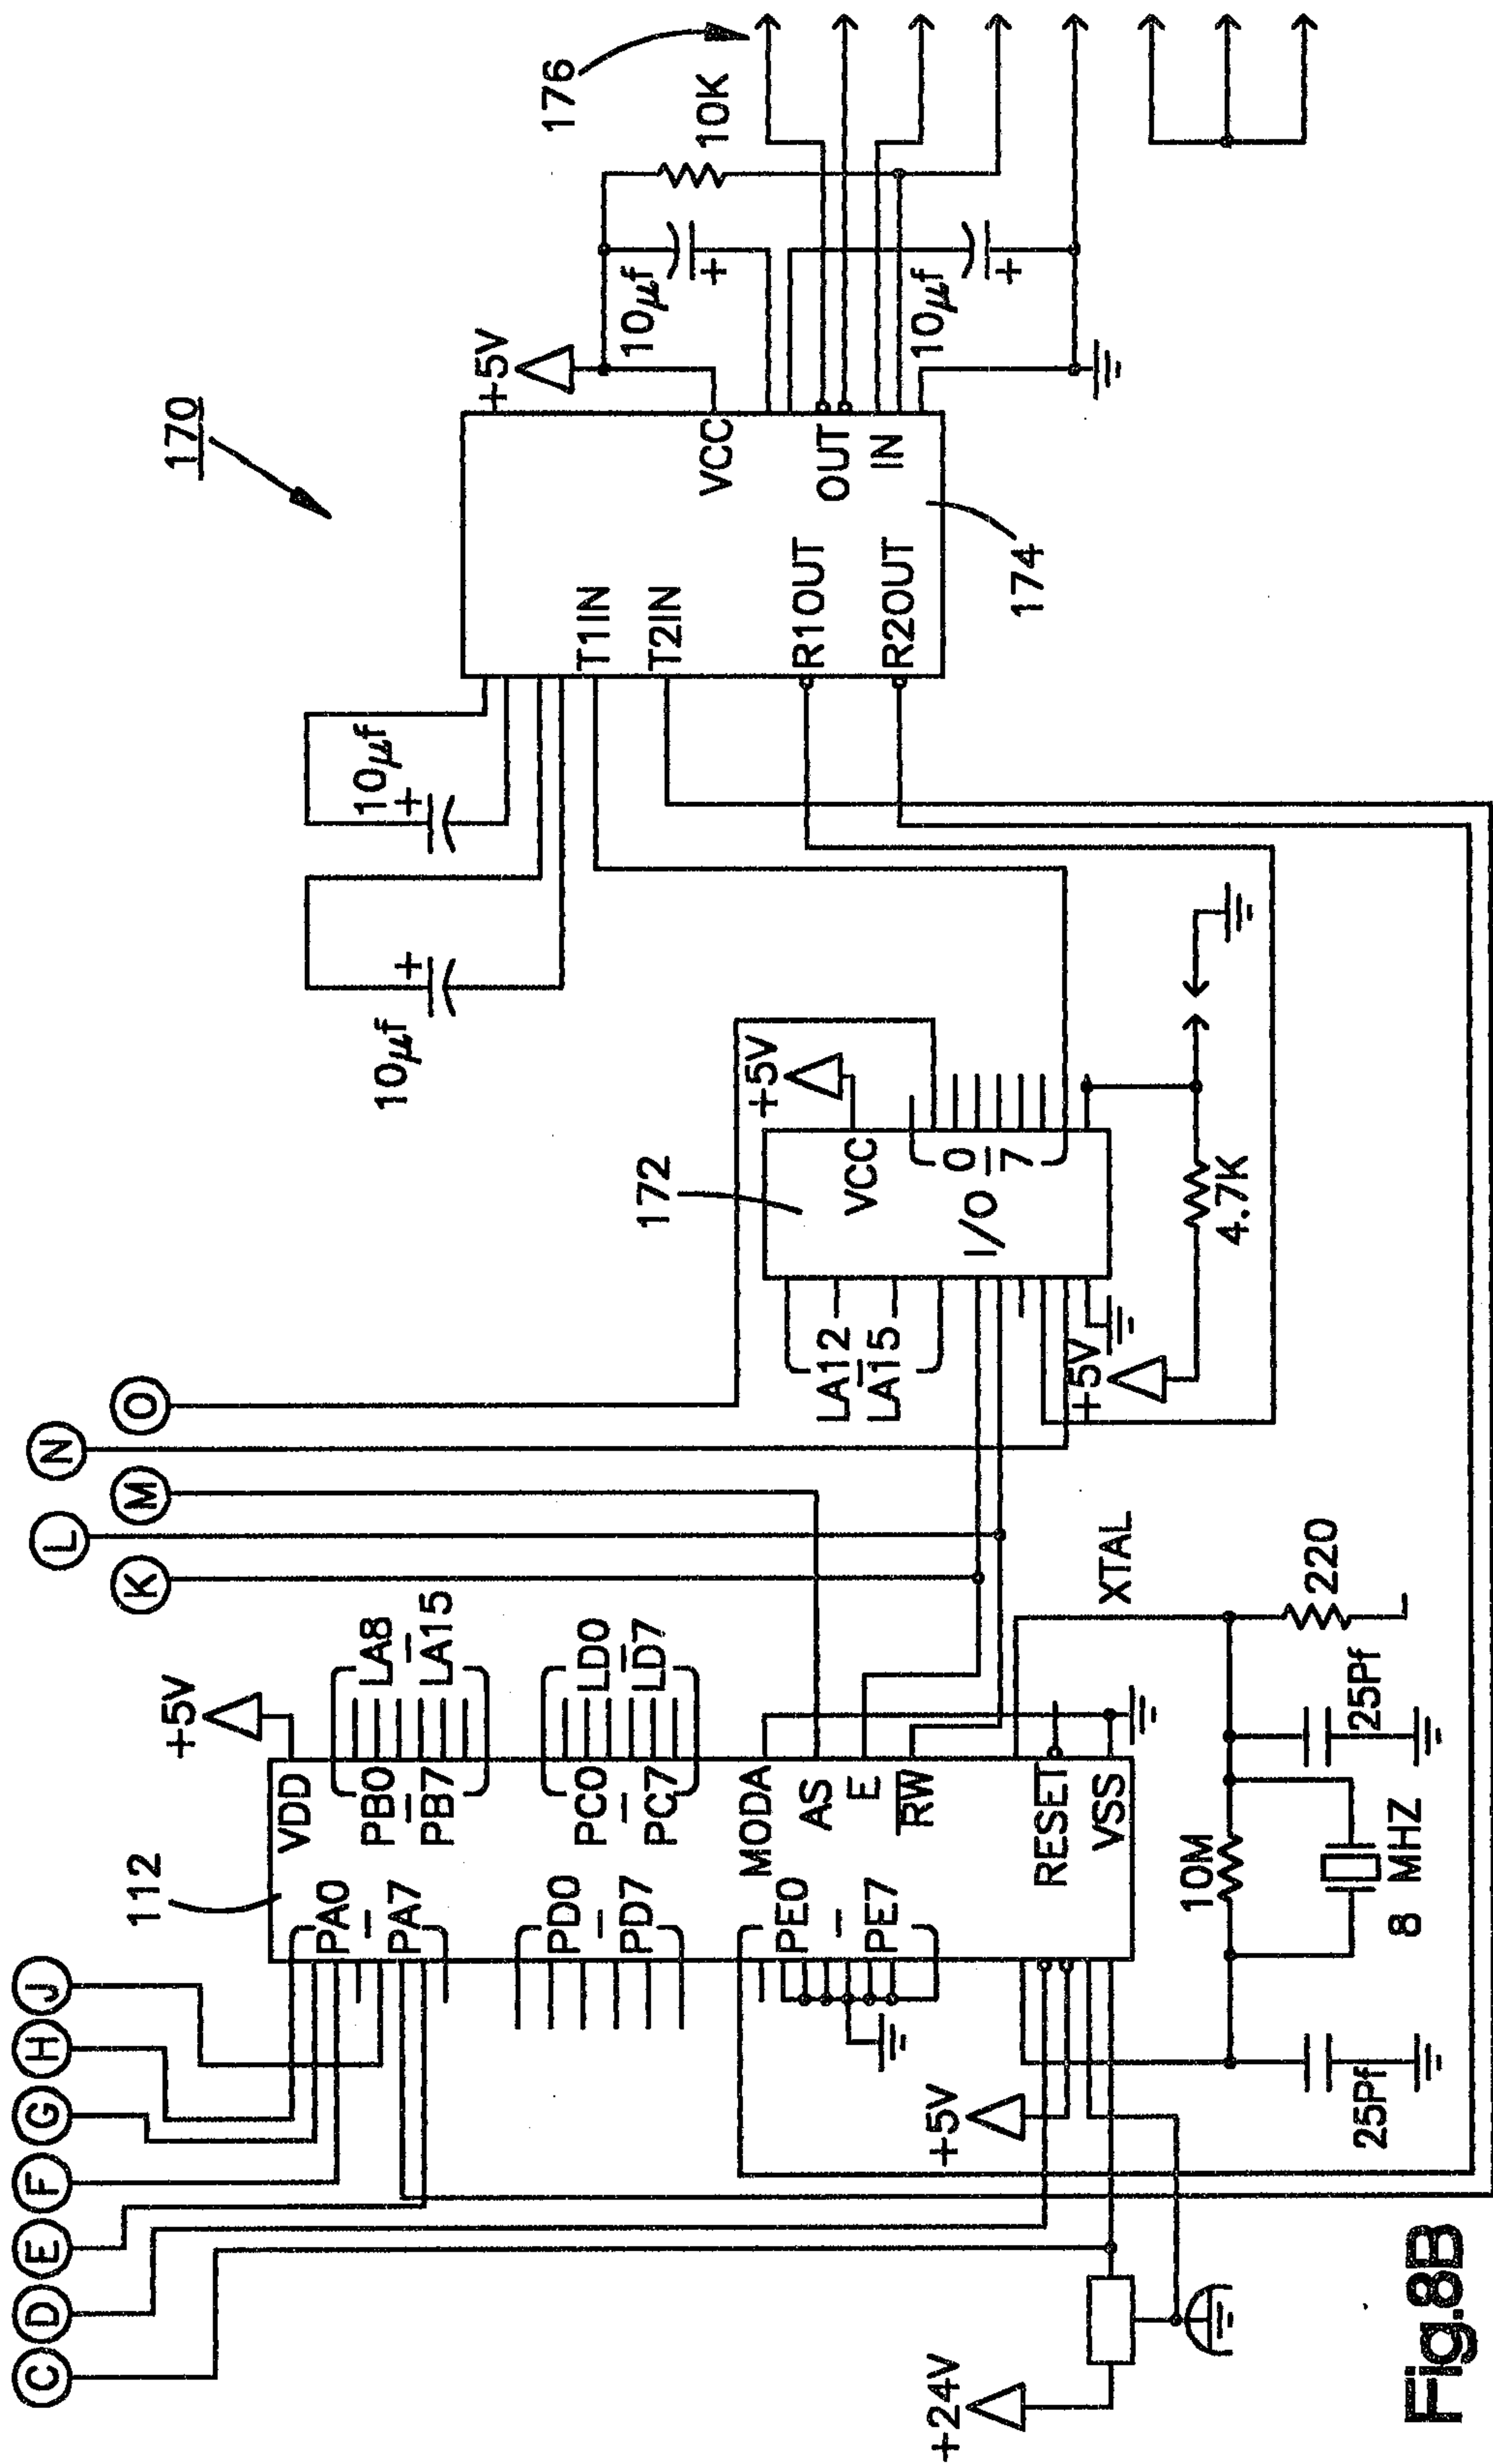 C
D
E
F
G
H
J
K
L
M
N
O
170
176
112
172
174
+5V
VDD
PA0
–
PA7
PB0
–
PB7
LA8
–
LA15
PD0
–
PD7
PC0
–
PC7
LD0
–
LD7
PE0
–
PE7
MODA
AS
E
RW
RESET
VSS
+5V
+24V
XTAL
10M
8 MHZ
25Pf
25Pf
220
LA12
–
LA15
+5V
VCC
I/O
0
–
7
+5V
4.7K
10µf
+
10µf
+
T1IN
T2IN
R1OUT
R2OUT
+5V
VCC
OUT
IN
10µf
+
10µf
+
10K
Fig.8B